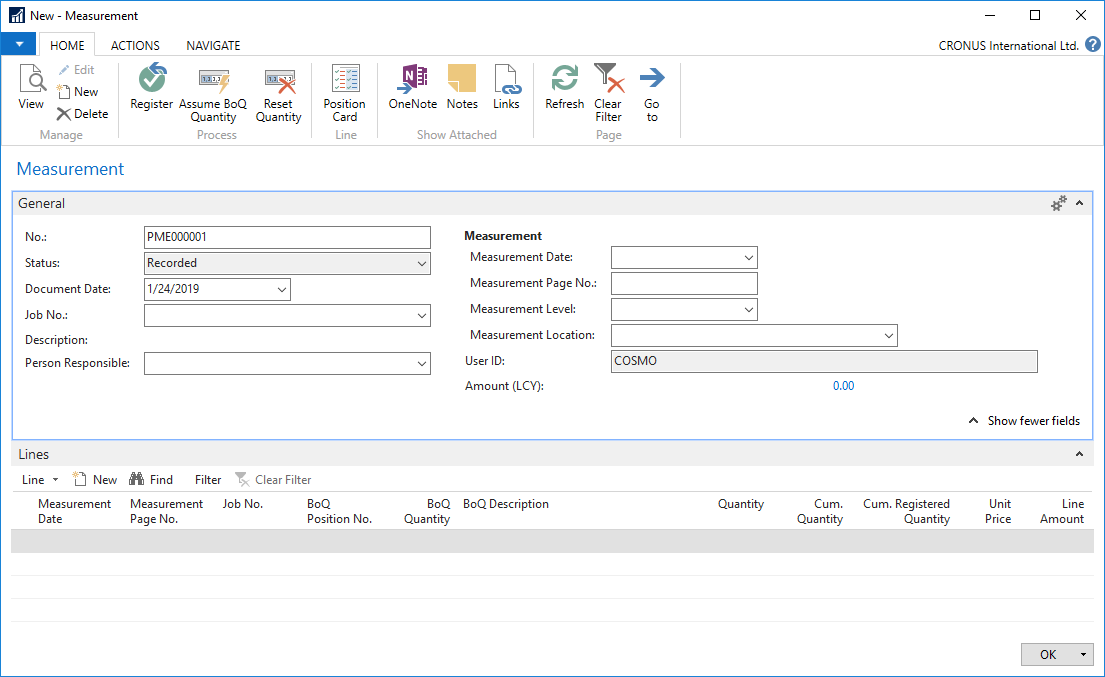 New - Measurement
HOME ACTIONS NAVIGATE CRONUS International Ltd. ?
View Edit New Delete
Manage
Register Assume BoQ Quantity Reset Quantity
Process
Position Card
Line
OneNote Notes Links
Show Attached
Refresh Clear Filter Go to
Page
Measurement
General
No.: PME000001
Status: Recorded
Document Date: 1/24/2019
Job No.:
Description:
Person Responsible:
Measurement
Measurement Date:
Measurement Page No.:
Measurement Level:
Measurement Location:
User ID: COSMO
Amount (LCY): 0.00
Show fewer fields
Lines
Line New Find Filter Clear Filter
Measurement Measurement Job No. BoQ BoQ BoQ Description Quantity Cum. Cum. Registered Unit Line
Date Page No. Position No. Quantity Quantity Quantity Price Amount
OK